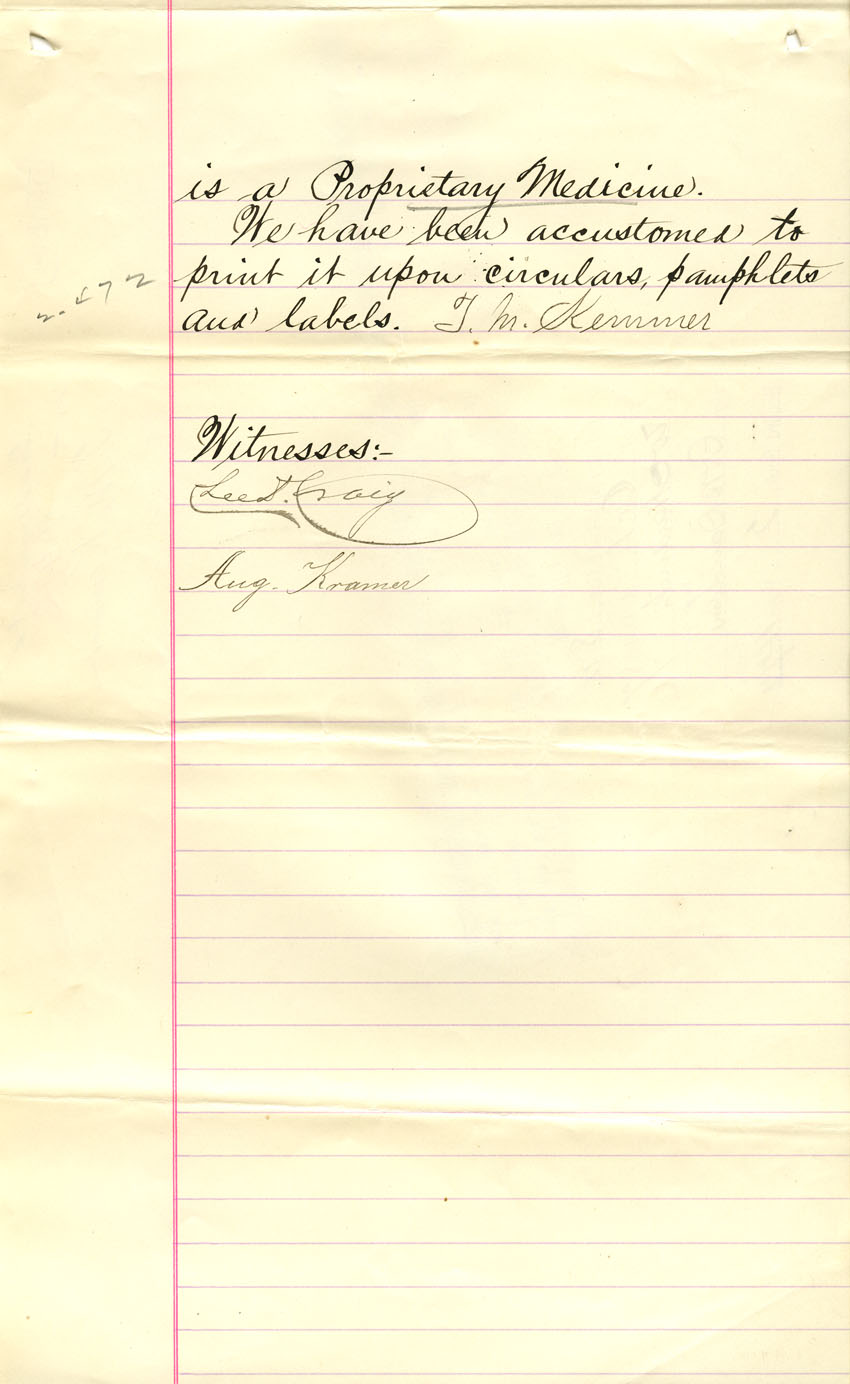 is a Proprietary Medicine.
We have been accustomed to
print it upon circulars, pamphlets
and labels. T. M. Kemmer
Witnesses:-
Lee D. Craig
Aug. Kramer